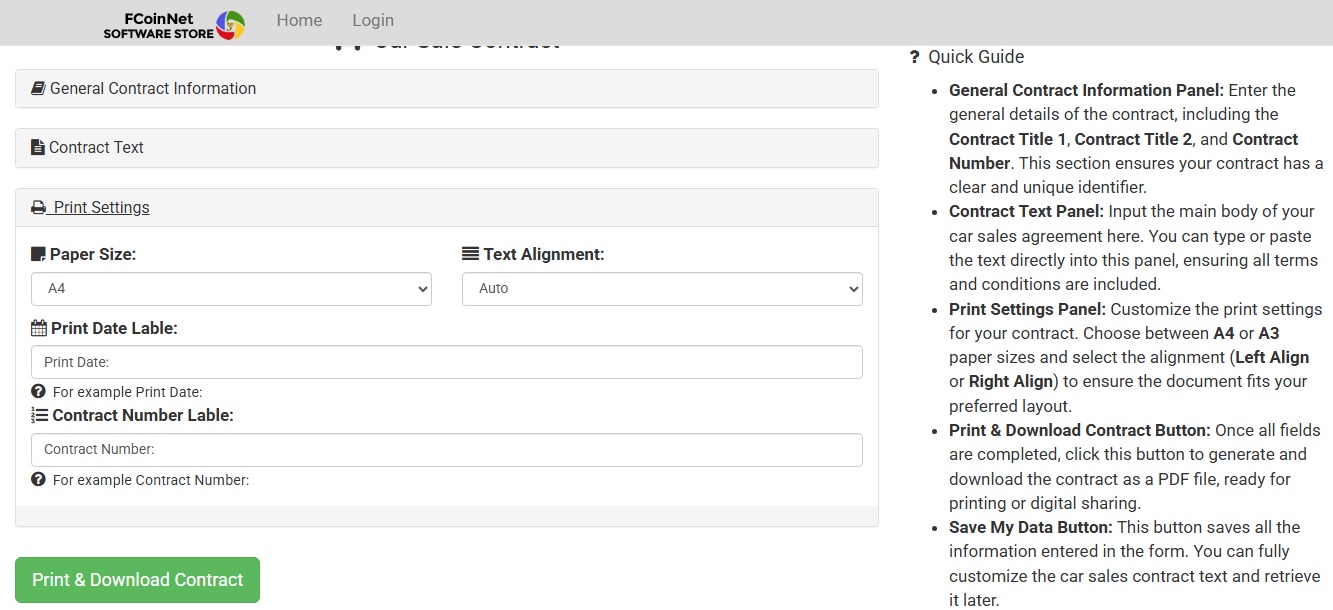 FCoinNet
SOFTWARE STORE
Home
Login
Car Sale Contract
General Contract Information
Contract Text
Print Settings
Paper Size:
Text Alignment:
A4
Auto
Print Date Lable:
Print Date:
For example Print Date:
Contract Number Lable:
Contract Number:
For example Contract Number:
Print & Download Contract
? Quick Guide
• General Contract Information Panel: Enter the
general details of the contract, including the
Contract Title 1, Contract Title 2, and Contract
Number. This section ensures your contract has a
clear and unique identifier.
• Contract Text Panel: Input the main body of your
car sales agreement here. You can type or paste
the text directly into this panel, ensuring all terms
and conditions are included.
• Print Settings Panel: Customize the print settings
for your contract. Choose between A4 or A3
paper sizes and select the alignment (Left Align
or Right Align) to ensure the document fits your
preferred layout.
• Print & Download Contract Button: Once all fields
are completed, click this button to generate and
download the contract as a PDF file, ready for
printing or digital sharing.
• Save My Data Button: This button saves all the
information entered in the form. You can fully
customize the car sales contract text and retrieve
it later.